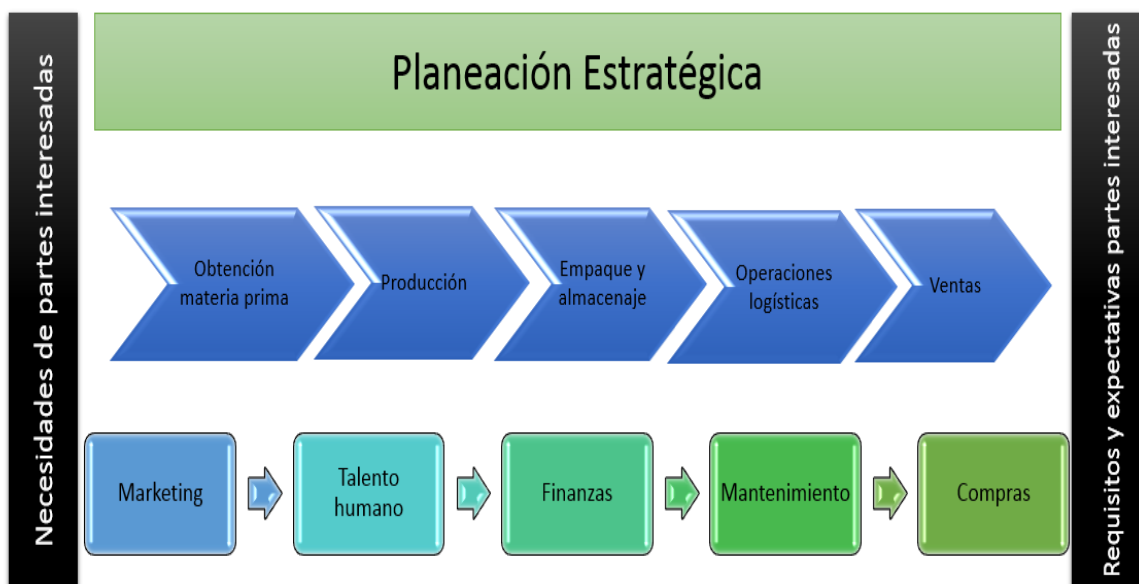 Necesidades de partes interesadas
Planeación Estratégica
Obtención
materia prima
Producción
Empaque y
almacenaje
Operaciones
logísticas
Ventas
Marketing
Talento
humano
Finanzas
Mantenimiento
Compras
Requisitos y expectativas partes interesadas